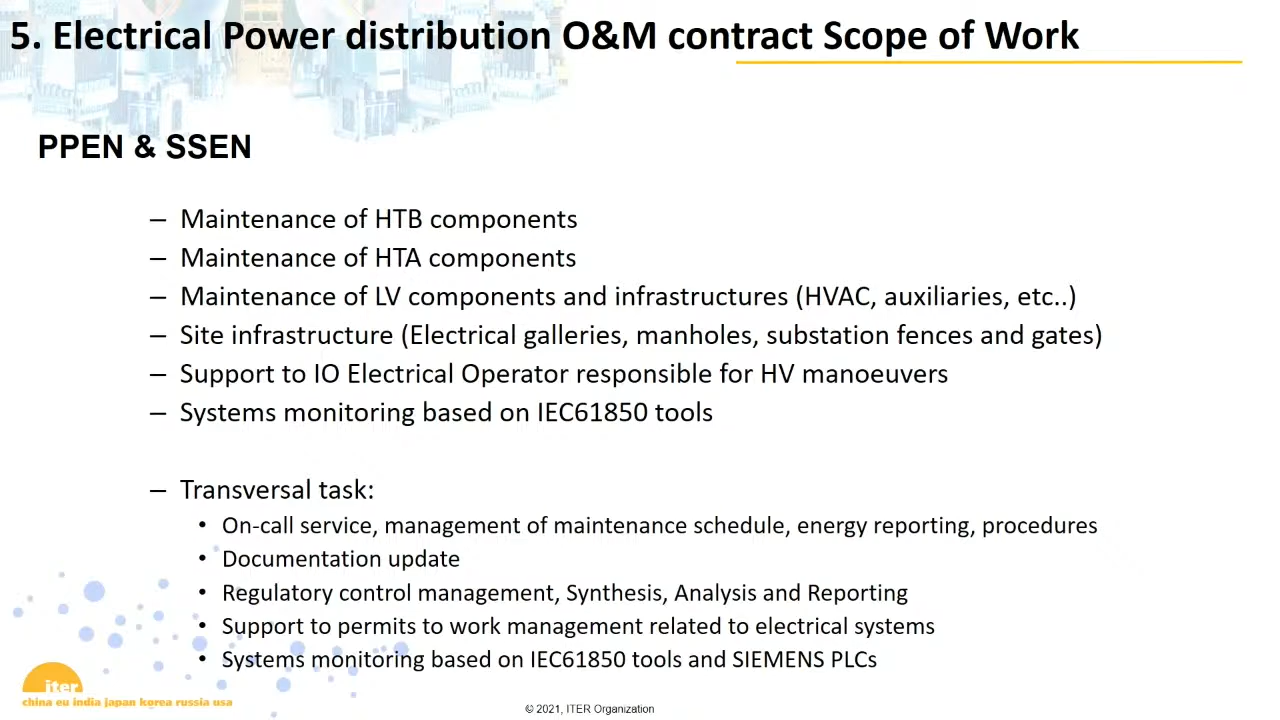 5. Electrical Power distribution O&M contract Scope of Work
PPEN & SSEN
– Maintenance of HTB components
– Maintenance of HTA components
– Maintenance of LV components and infrastructures (HVAC, auxiliaries, etc..)
– Site infrastructure (Electrical galleries, manholes, substation fences and gates)
– Support to IO Electrical Operator responsible for HV manoeuvers
– Systems monitoring based on IEC61850 tools
– Transversal task:
• On-call service, management of maintenance schedule, energy reporting, procedures
• Documentation update
• Regulatory control management, Synthesis, Analysis and Reporting
• Support to permits to work management related to electrical systems
• Systems monitoring based on IEC61850 tools and SIEMENS PLCs
iter
china eu india japan korea russia usa
© 2021, ITER Organization